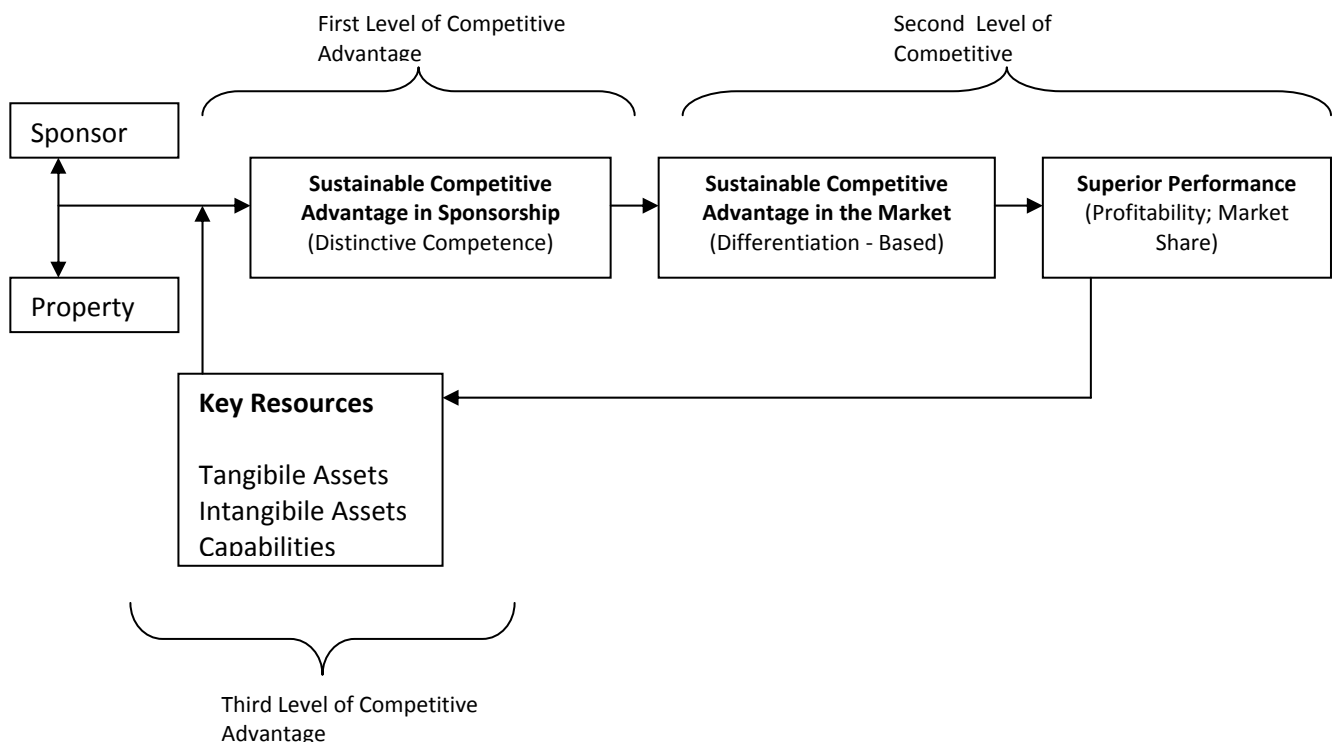 First Level of Competitive
Advantage
Second Level of
Competitive
Sponsor
Property
Sustainable Competitive
Advantage in Sponsorship
(Distinctive Competence)
Sustainable Competitive
Advantage in the Market
(Differentiation - Based)
Superior Performance
(Profitability; Market
Share)
Key Resources
Tangibile Assets
Intangibile Assets
Capabilities
Third Level of Competitive
Advantage